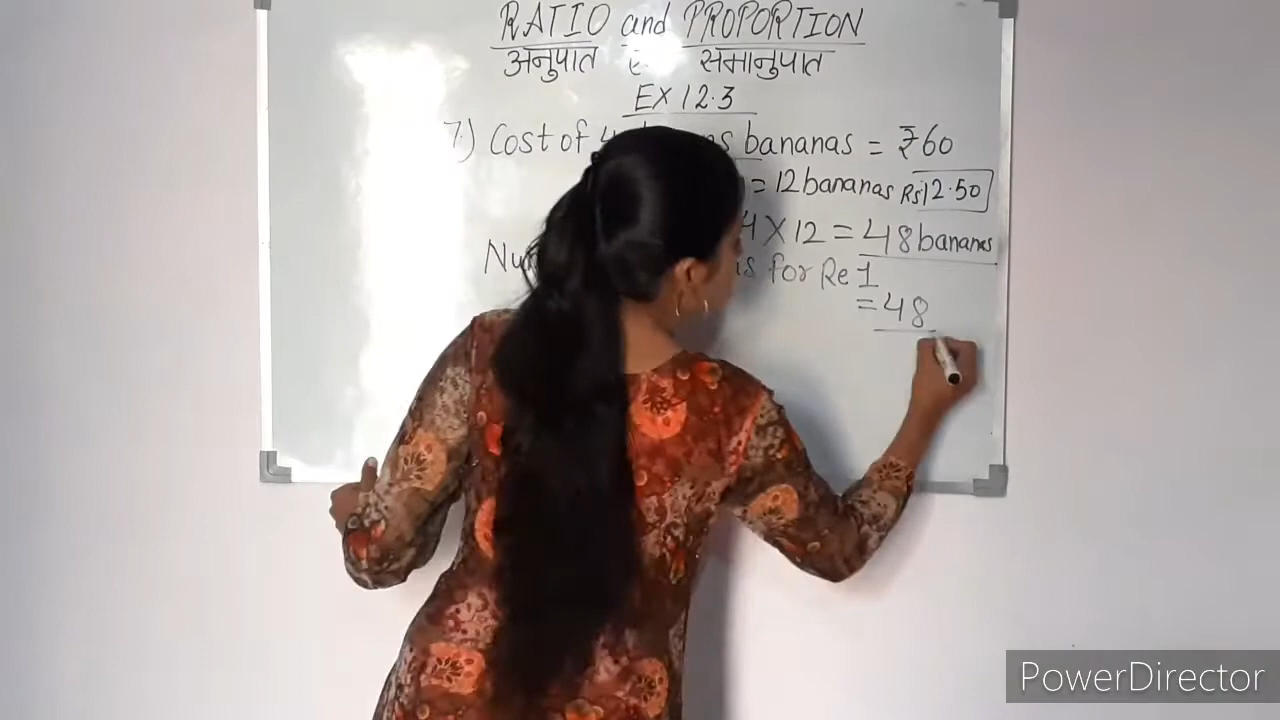 RATIO and PROPORTION
अनुपात समानुपात
EX 12.3
7) Cost of 4 bananas = ₹60
= 12 bananas Rs 12.50
4 X 12 = 48 bananas
is for Re 1
= 48
PowerDirector